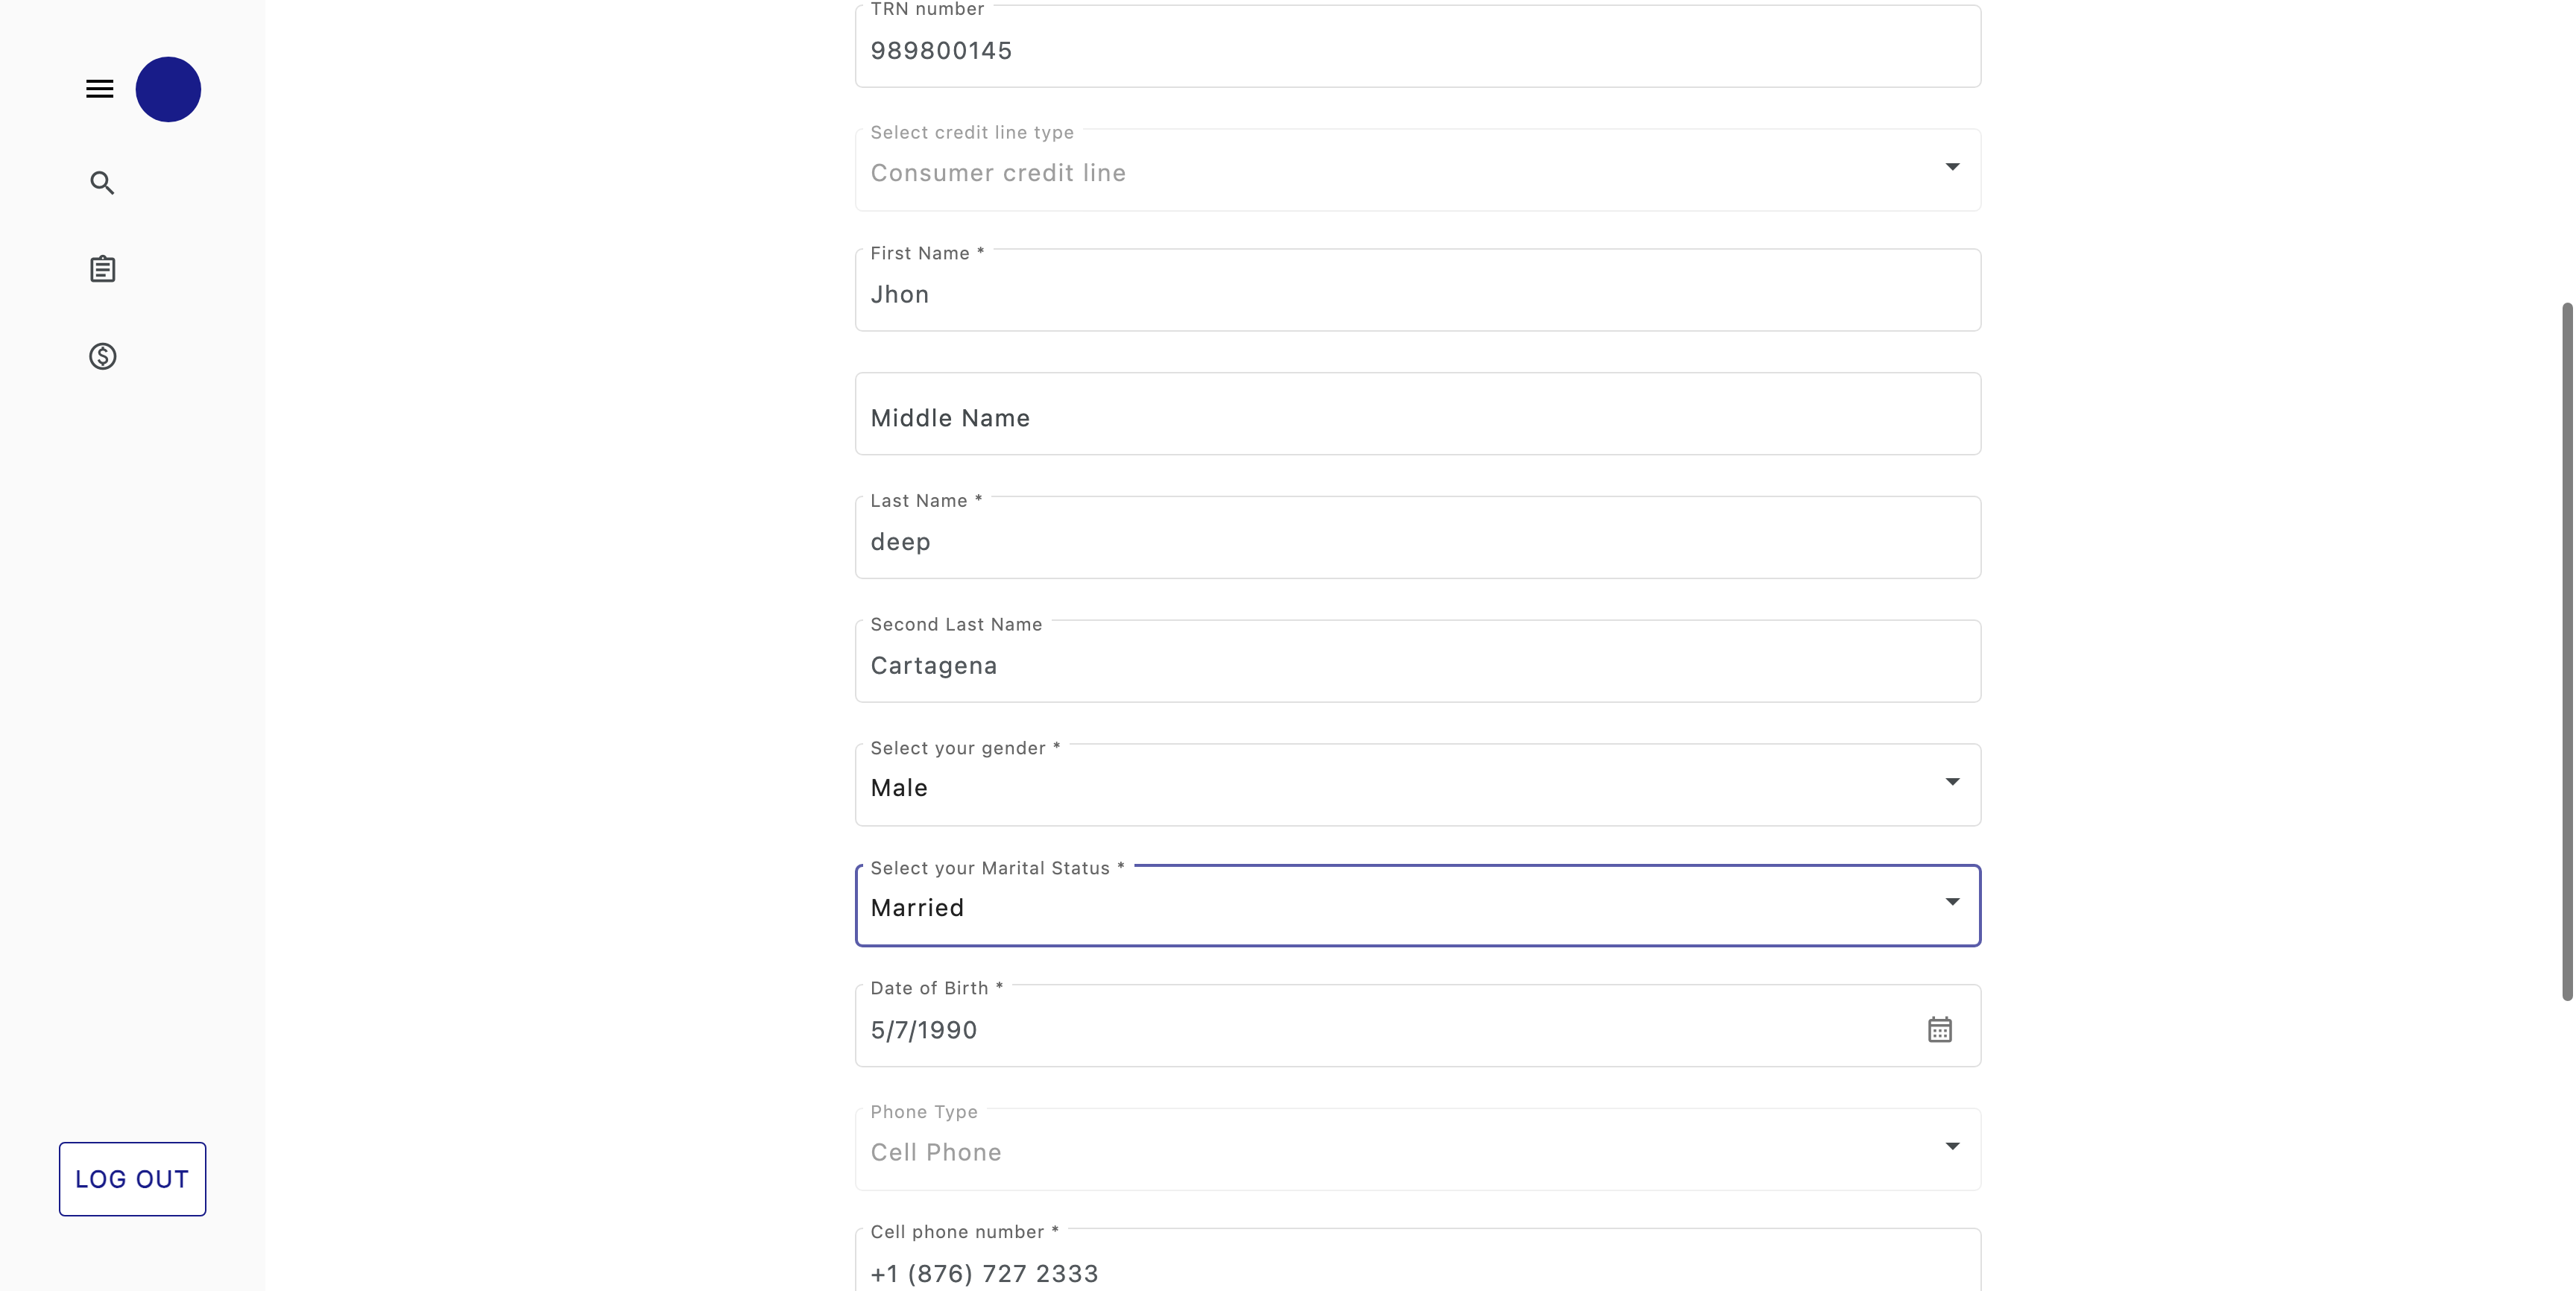 TRN number
989800145
Select credit line type
Consumer credit line
First Name *
Jhon
Middle Name
Last Name *
deep
Second Last Name
Cartagena
Select your gender *
Male
Select your Marital Status *
Married
Date of Birth *
5/7/1990
Phone Type
Cell Phone
Cell phone number *
+1 (876) 727 2333
LOG OUT